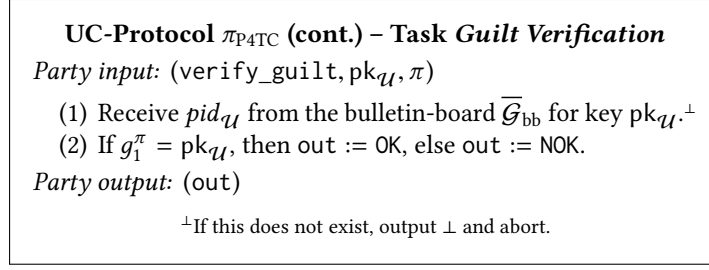 UC-Protocol π_P4TC (cont.) – Task Guilt Verification
Party input: (verify_guilt, pk_𝒰, π)
(1) Receive pid_𝒰 from the bulletin-board 𝒢̅_bb for key pk_𝒰.^⊥
(2) If g_1^π = pk_𝒰, then out := OK, else out := NOK.
Party output: (out)
^⊥If this does not exist, output ⊥ and abort.